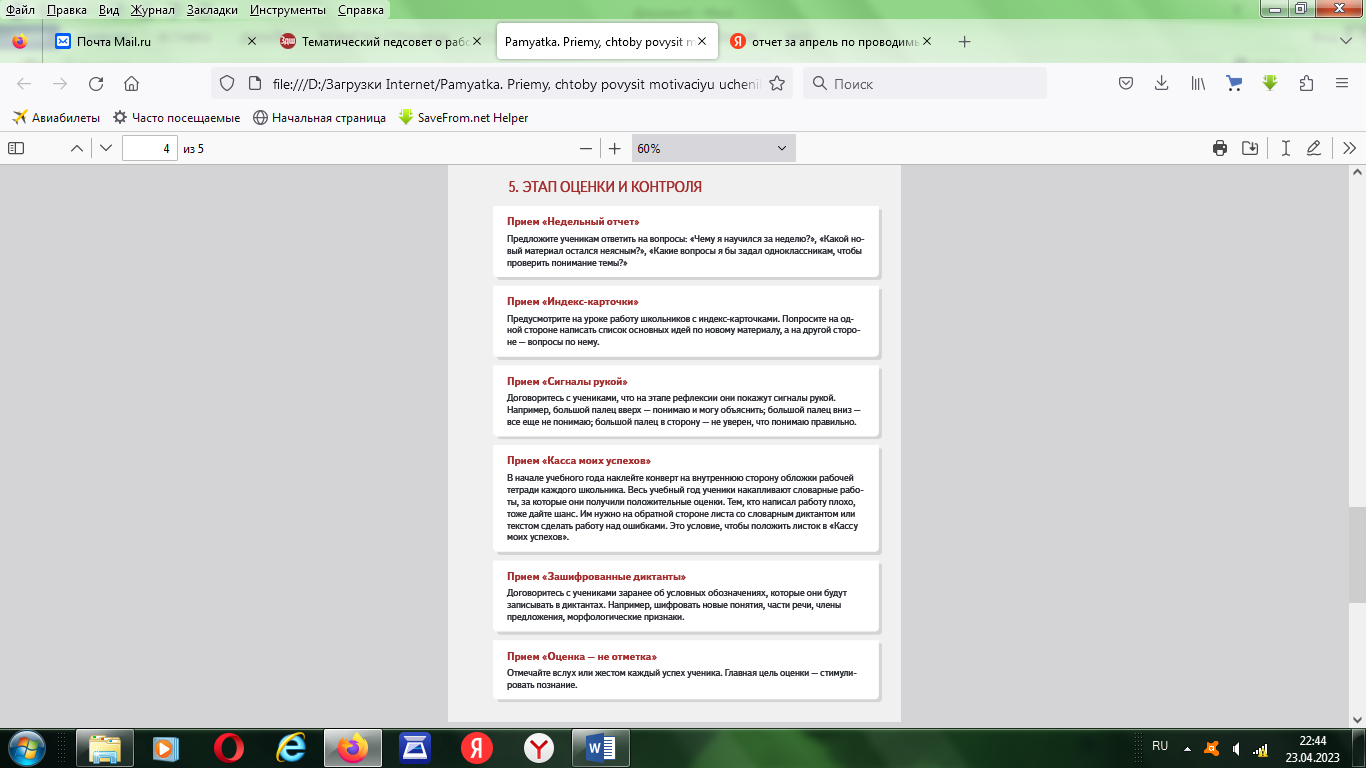 Файл Правка Вид Журнал Закладки Инструменты Справка
Почта Mail.ru
Здш Тематический педсовет о рабо
Pamyatka. Priemy, chtoby povysit m
отчет за апрель по проводимы
file:///D:/Загрузки Internet/Pamyatka. Priemy, chtoby povysit motivaciyu ucheni
Поиск
Авиабилеты Часто посещаемые Начальная страница SaveFrom.net Helper
4 из 5
60%
5. ЭТАП ОЦЕНКИ И КОНТРОЛЯ
Прием «Недельный отчет»
Предложите ученикам ответить на вопросы: «Чему я научился за неделю?», «Какой но-
вый материал остался неясным?», «Какие вопросы я бы задал одноклассникам, чтобы
проверить понимание темы?»
Прием «Индекс-карточки»
Предусмотрите на уроке работу школьников с индекс-карточками. Попросите на од-
ной стороне написать список основных идей по новому материалу, а на другой сторо-
не — вопросы по нему.
Прием «Сигналы рукой»
Договоритесь с учениками, что на этапе рефлексии они покажут сигналы рукой.
Например, большой палец вверх — понимаю и могу объяснить; большой палец вниз —
все еще не понимаю; большой палец в сторону — не уверен, что понимаю правильно.
Прием «Касса моих успехов»
В начале учебного года наклейте конверт на внутреннюю сторону обложки рабочей
тетради каждого школьника. Весь учебный год ученики накапливают словарные рабо-
ты, за которые они получили положительные оценки. Тем, кто написал работу плохо,
тоже дайте шанс. Им нужно на обратной стороне листа со словарным диктантом или
текстом сделать работу над ошибками. Это условие, чтобы положить листок в «Кассу
моих успехов».
Прием «Зашифрованные диктанты»
Договоритесь с учениками заранее об условных обозначениях, которые они будут
записывать в диктантах. Например, шифровать новые понятия, части речи, члены
предложения, морфологические признаки.
Прием «Оценка — не отметка»
Отмечайте вслух или жестом каждый успех ученика. Главная цель оценки — стимули-
ровать познание.
RU
22:44
23.04.2023